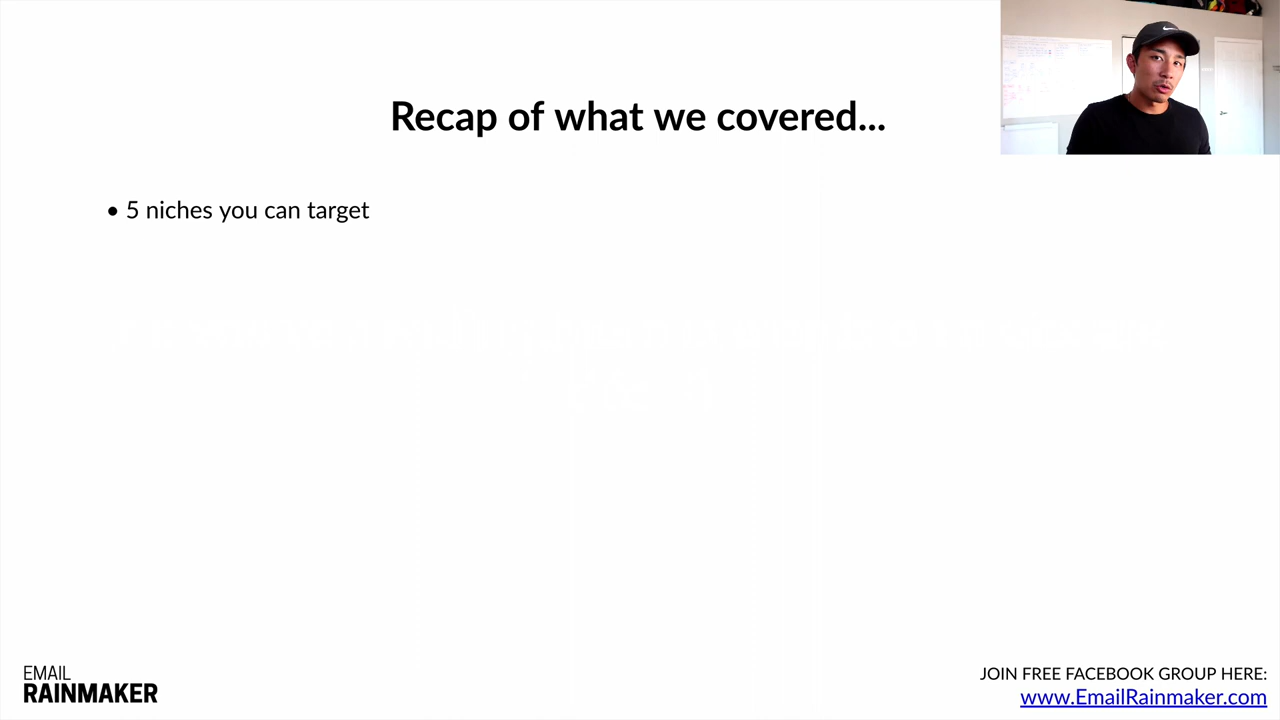 Recap of what we covered...
• 5 niches you can target
EMAIL
RAINMAKER
JOIN FREE FACEBOOK GROUP HERE:
www.EmailRainmaker.com